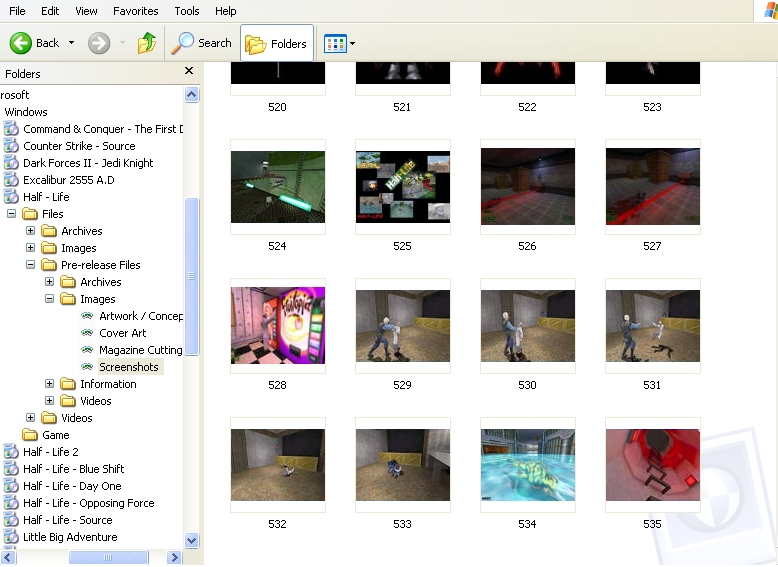 File Edit View Favorites Tools Help
Back Search Folders
Folders
rosoft
Windows
Command & Conquer - The First D
Counter Strike - Source
Dark Forces II - Jedi Knight
Excalibur 2555 A.D
Half - Life
Files
Archives
Images
Pre-release Files
Archives
Images
Artwork / Concep
Cover Art
Magazine Cutting
Screenshots
Information
Videos
Videos
Game
Half - Life 2
Half - Life - Blue Shift
Half - Life - Day One
Half - Life - Opposing Force
Half - Life - Source
Little Big Adventure
520 521 522 523
Half-Life
HALF-LIFE
524 525 526 527
528 529 530 531
532 533 534 535